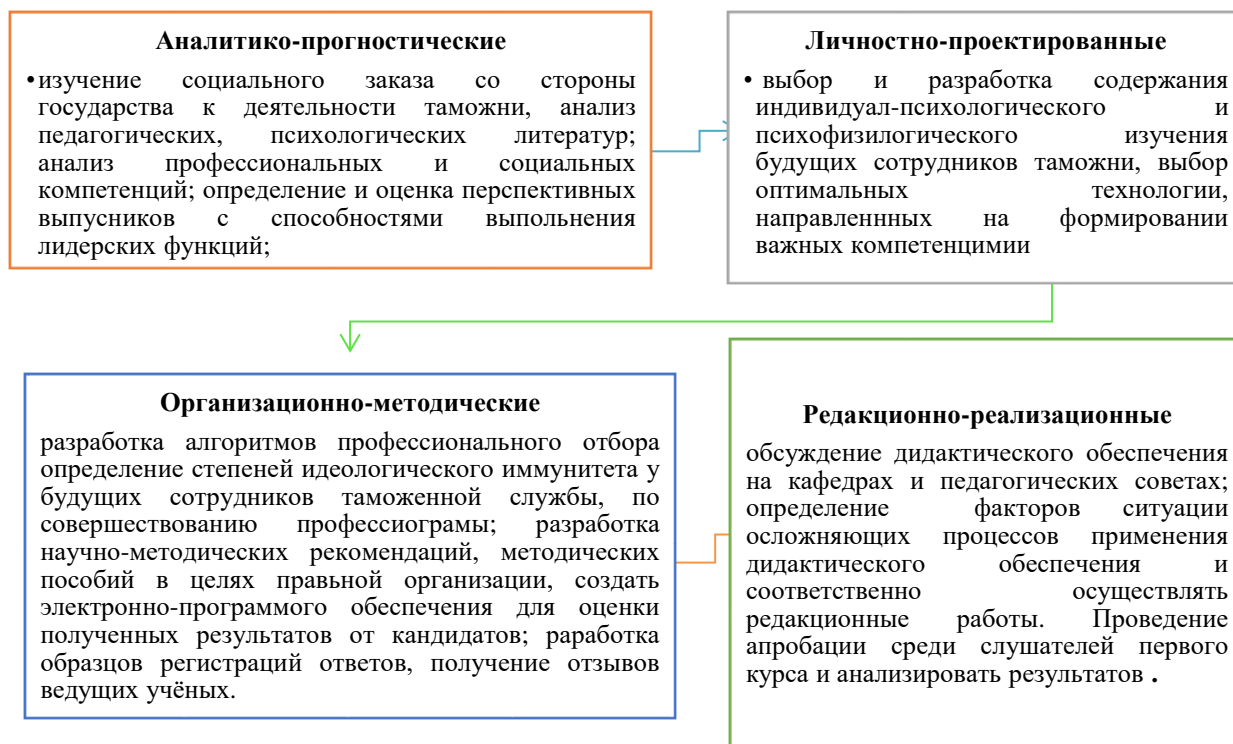 Аналитико-прогностические
•изучение социального заказа со стороны
государства к деятельности таможни, анализ
педагогических, психологических литератур;
анализ профессиональных и социальных
компетенций; определение и оценка перспективных
выпусников с способностями выпольнения
лидерских функций;
Личностно-проектированные
• выбор и разработка содержания
индивидуал-психологического и
психофизилогического изучения
будущих сотрудников таможни, выбор
оптимальных технологии,
направленнных на формировании
важных компетенцимии
Организационно-методические
разработка алгоритмов профессионального отбора
определение степеней идеологического иммунитета у
будущих сотрудников таможенной службы, по
совершествованию профессиограмы; разработка
научно-методических рекомендаций, методических
пособий в целях правьной организации, создать
электронно-программого обеспечения для оценки
полученных результатов от кандидатов; раработка
образцов регистраций ответов, получение отзывов
ведущих учёных.
Редакционно-реализационные
обсуждение дидактического обеспечения
на кафедрах и педагогических советах;
определение факторов ситуации
осложняющих процессов применения
дидактического обеспечения и
соответственно осуществлять
редакционные работы. Проведение
апробации среди слушателей первого
курса и анализировать результатов .